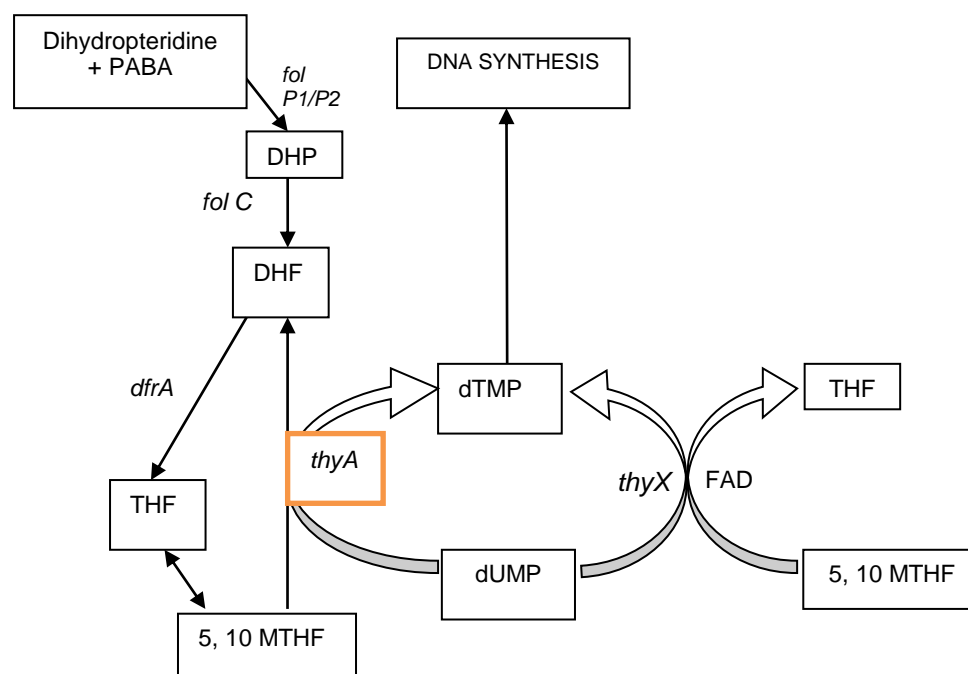 Dihydropteridine
+ PABA
DNA SYNTHESIS
fol
P1/P2
DHP
fol C
DHF
dfrA
dTMP
THF
thyA
thyX
FAD
THF
dUMP
5, 10 MTHF
5, 10 MTHF